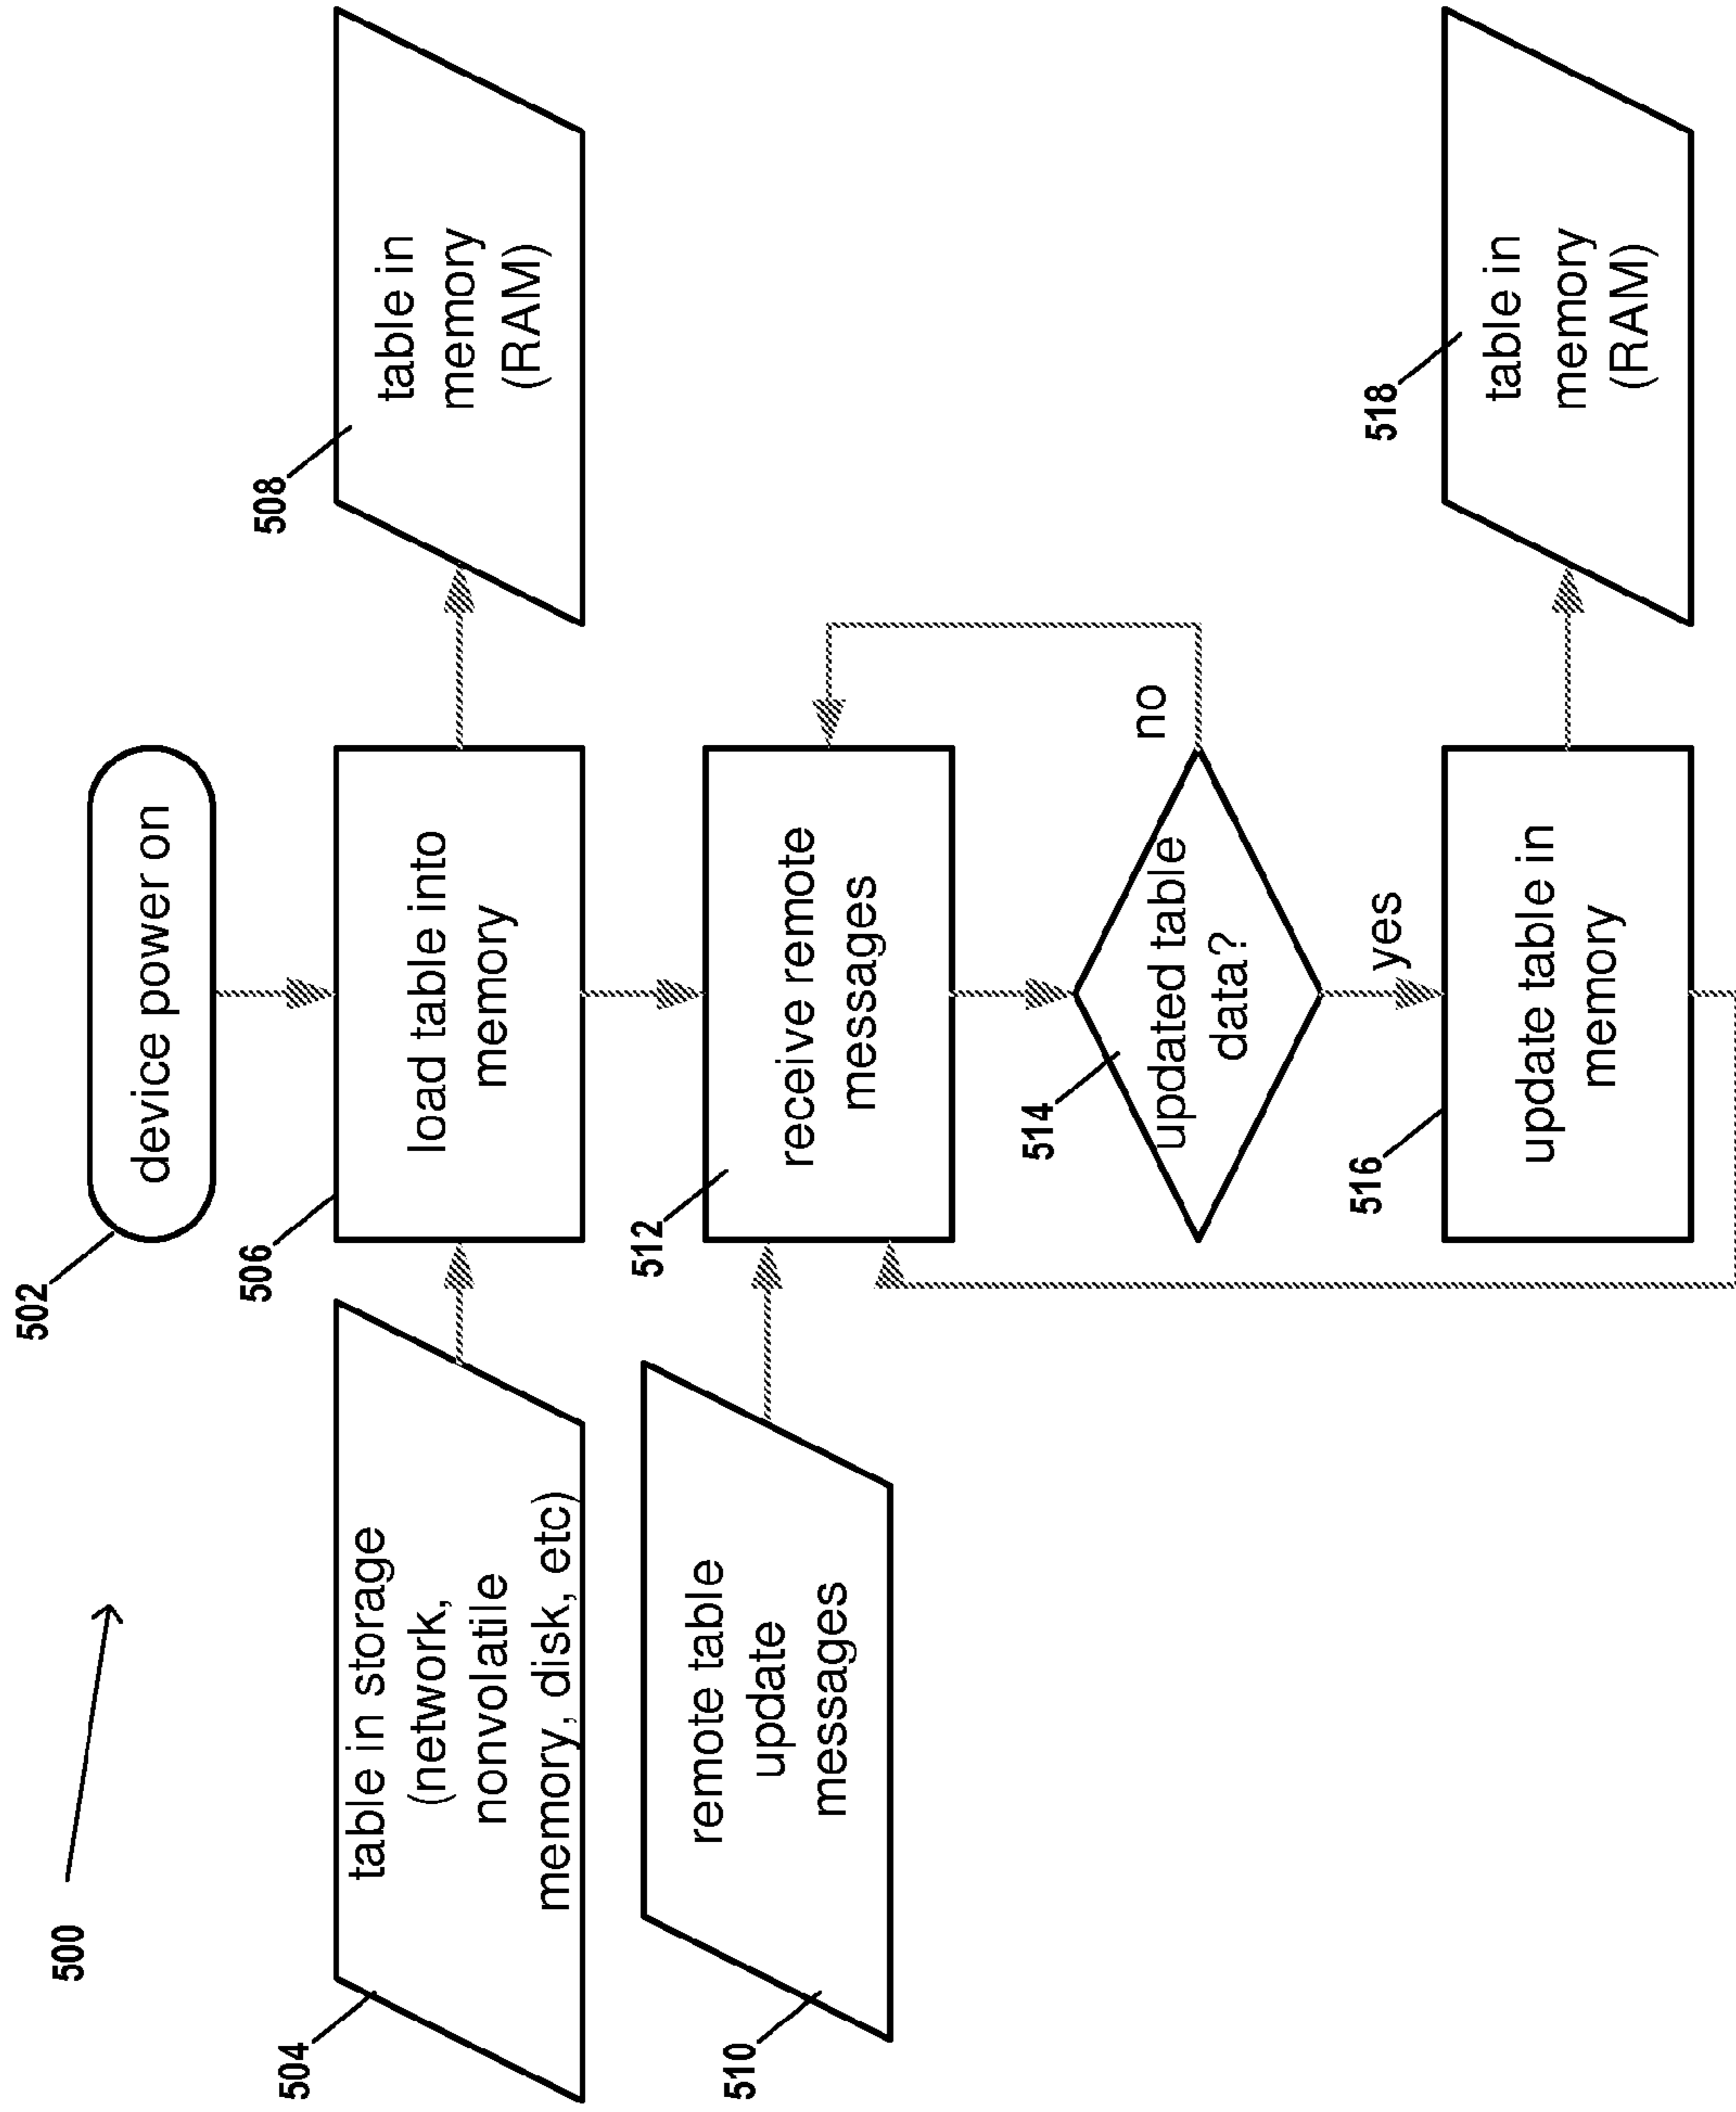 500
502
device power on
504
table in storage
(network,
nonvolatile
memory, disk, etc)
506
load table into
memory
508
table in
memory
(RAM)
510
remote table
update
messages
512
receive remote
messages
514
updated table
data?
no
yes
516
update table in
memory
518
table in
memory
(RAM)